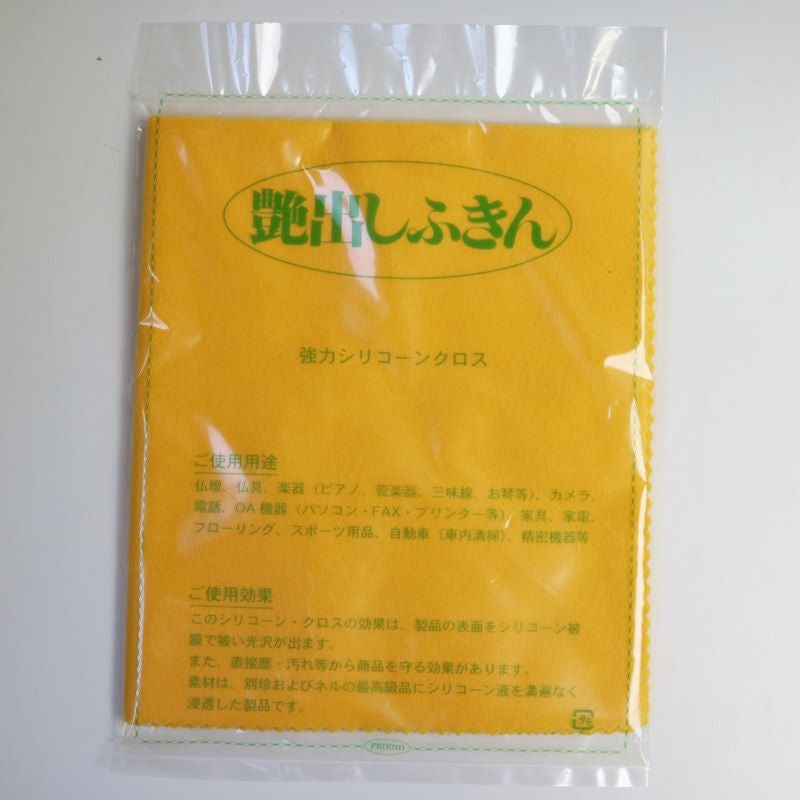 艶出しふきん
強力シリコーンクロス
ご使用用途
仏壇、仏具、楽器（ピアノ、管楽器、三味線、お琴等）、カメラ、
電話、OA機器（パソコン・FAX・プリンター等）、家具、家電、
フローリング、スポーツ用品、自動車（車内清掃）、精密機器等
ご使用効果
このシリコーン・クロスの効果は、製品の表面をシリコーン被
膜で被い光沢が出ます。
また、直接塵・汚れ等から商品を守る効果があります。
素材は、別珍およびネルの最高級品にシリコーン液を満遍なく
浸透した製品です。
プラ
FRIEND